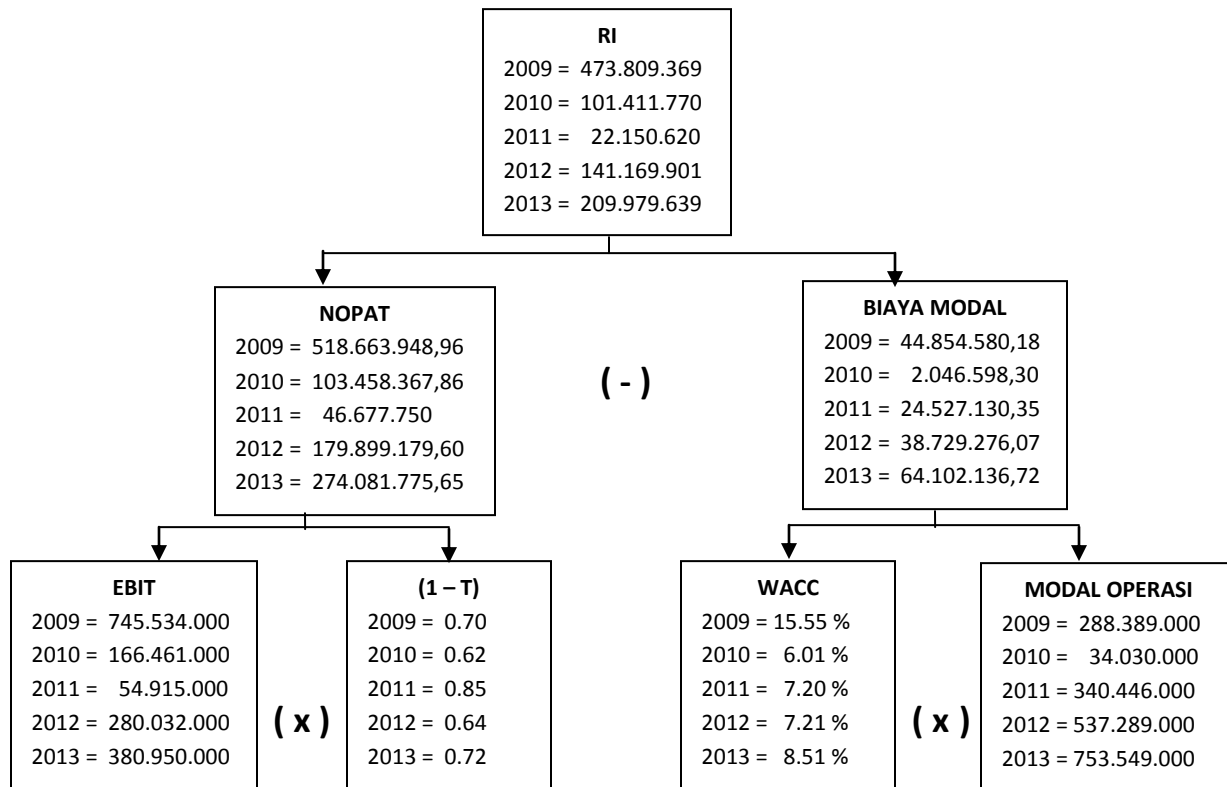 RI
2009 = 473.809.369
2010 = 101.411.770
2011 = 22.150.620
2012 = 141.169.901
2013 = 209.979.639
NOPAT
2009 = 518.663.948,96
2010 = 103.458.367,86
2011 = 46.677.750
2012 = 179.899.179,60
2013 = 274.081.775,65
( - )
BIAYA MODAL
2009 = 44.854.580,18
2010 = 2.046.598,30
2011 = 24.527.130,35
2012 = 38.729.276,07
2013 = 64.102.136,72
EBIT
2009 = 745.534.000
2010 = 166.461.000
2011 = 54.915.000
2012 = 280.032.000
2013 = 380.950.000
( x )
(1 – T)
2009 = 0.70
2010 = 0.62
2011 = 0.85
2012 = 0.64
2013 = 0.72
WACC
2009 = 15.55 %
2010 = 6.01 %
2011 = 7.20 %
2012 = 7.21 %
2013 = 8.51 %
( x )
MODAL OPERASI
2009 = 288.389.000
2010 = 34.030.000
2011 = 340.446.000
2012 = 537.289.000
2013 = 753.549.000